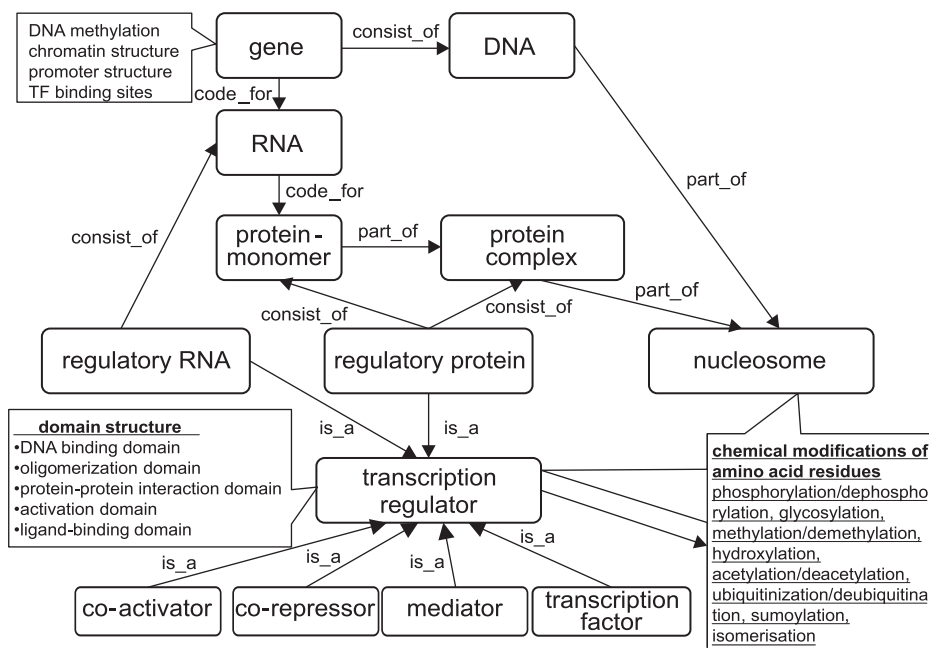 DNA methylation
chromatin structure
promoter structure
TF binding sites
gene
consist_of
DNA
code_for
RNA
code_for
part_of
consist_of
protein-
monomer
part_of
protein
complex
part_of
consist_of
consist_of
regulatory RNA
regulatory protein
nucleosome
domain structure
•DNA binding domain
•oligomerization domain
•protein-protein interaction domain
•activation domain
•ligand-binding domain
is_a
is_a
transcription
regulator
chemical modifications of
amino acid residues
phosphorylation/dephospho
rylation, glycosylation,
methylation/demethylation,
hydroxylation,
acetylation/deacetylation,
ubiquitinization/deubiquitina
tion, sumoylation,
isomerisation
is_a
is_a
is_a
is_a
co-activator
co-repressor
mediator
transcription
factor